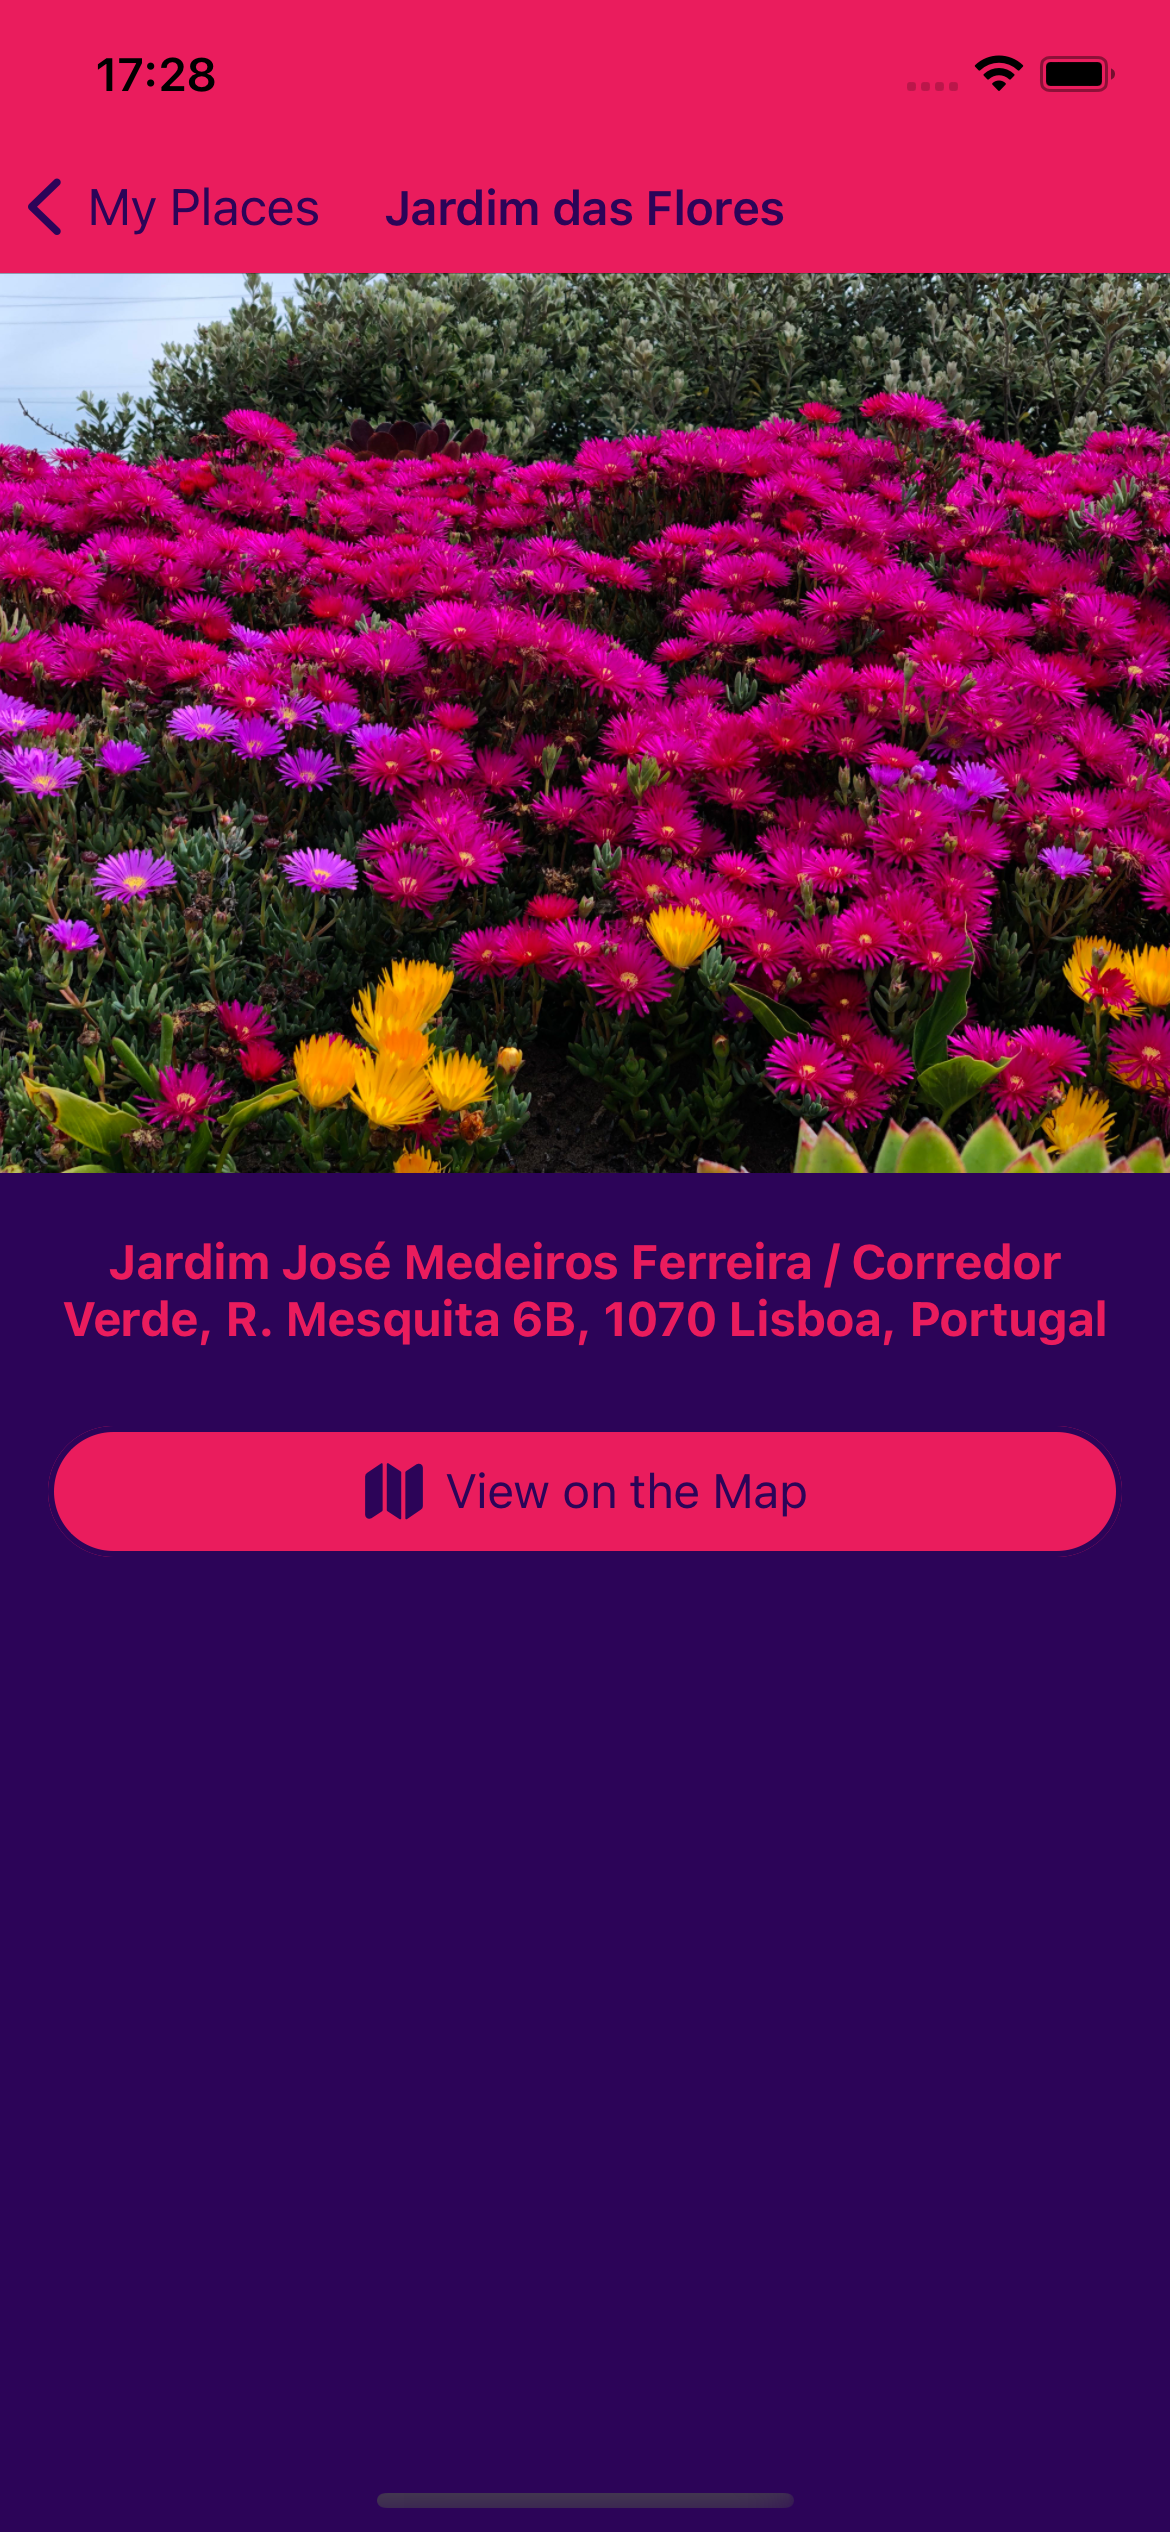 17:28
My Places
Jardim das Flores
Jardim José Medeiros Ferreira / Corredor
Verde, R. Mesquita 6B, 1070 Lisboa, Portugal
View on the Map